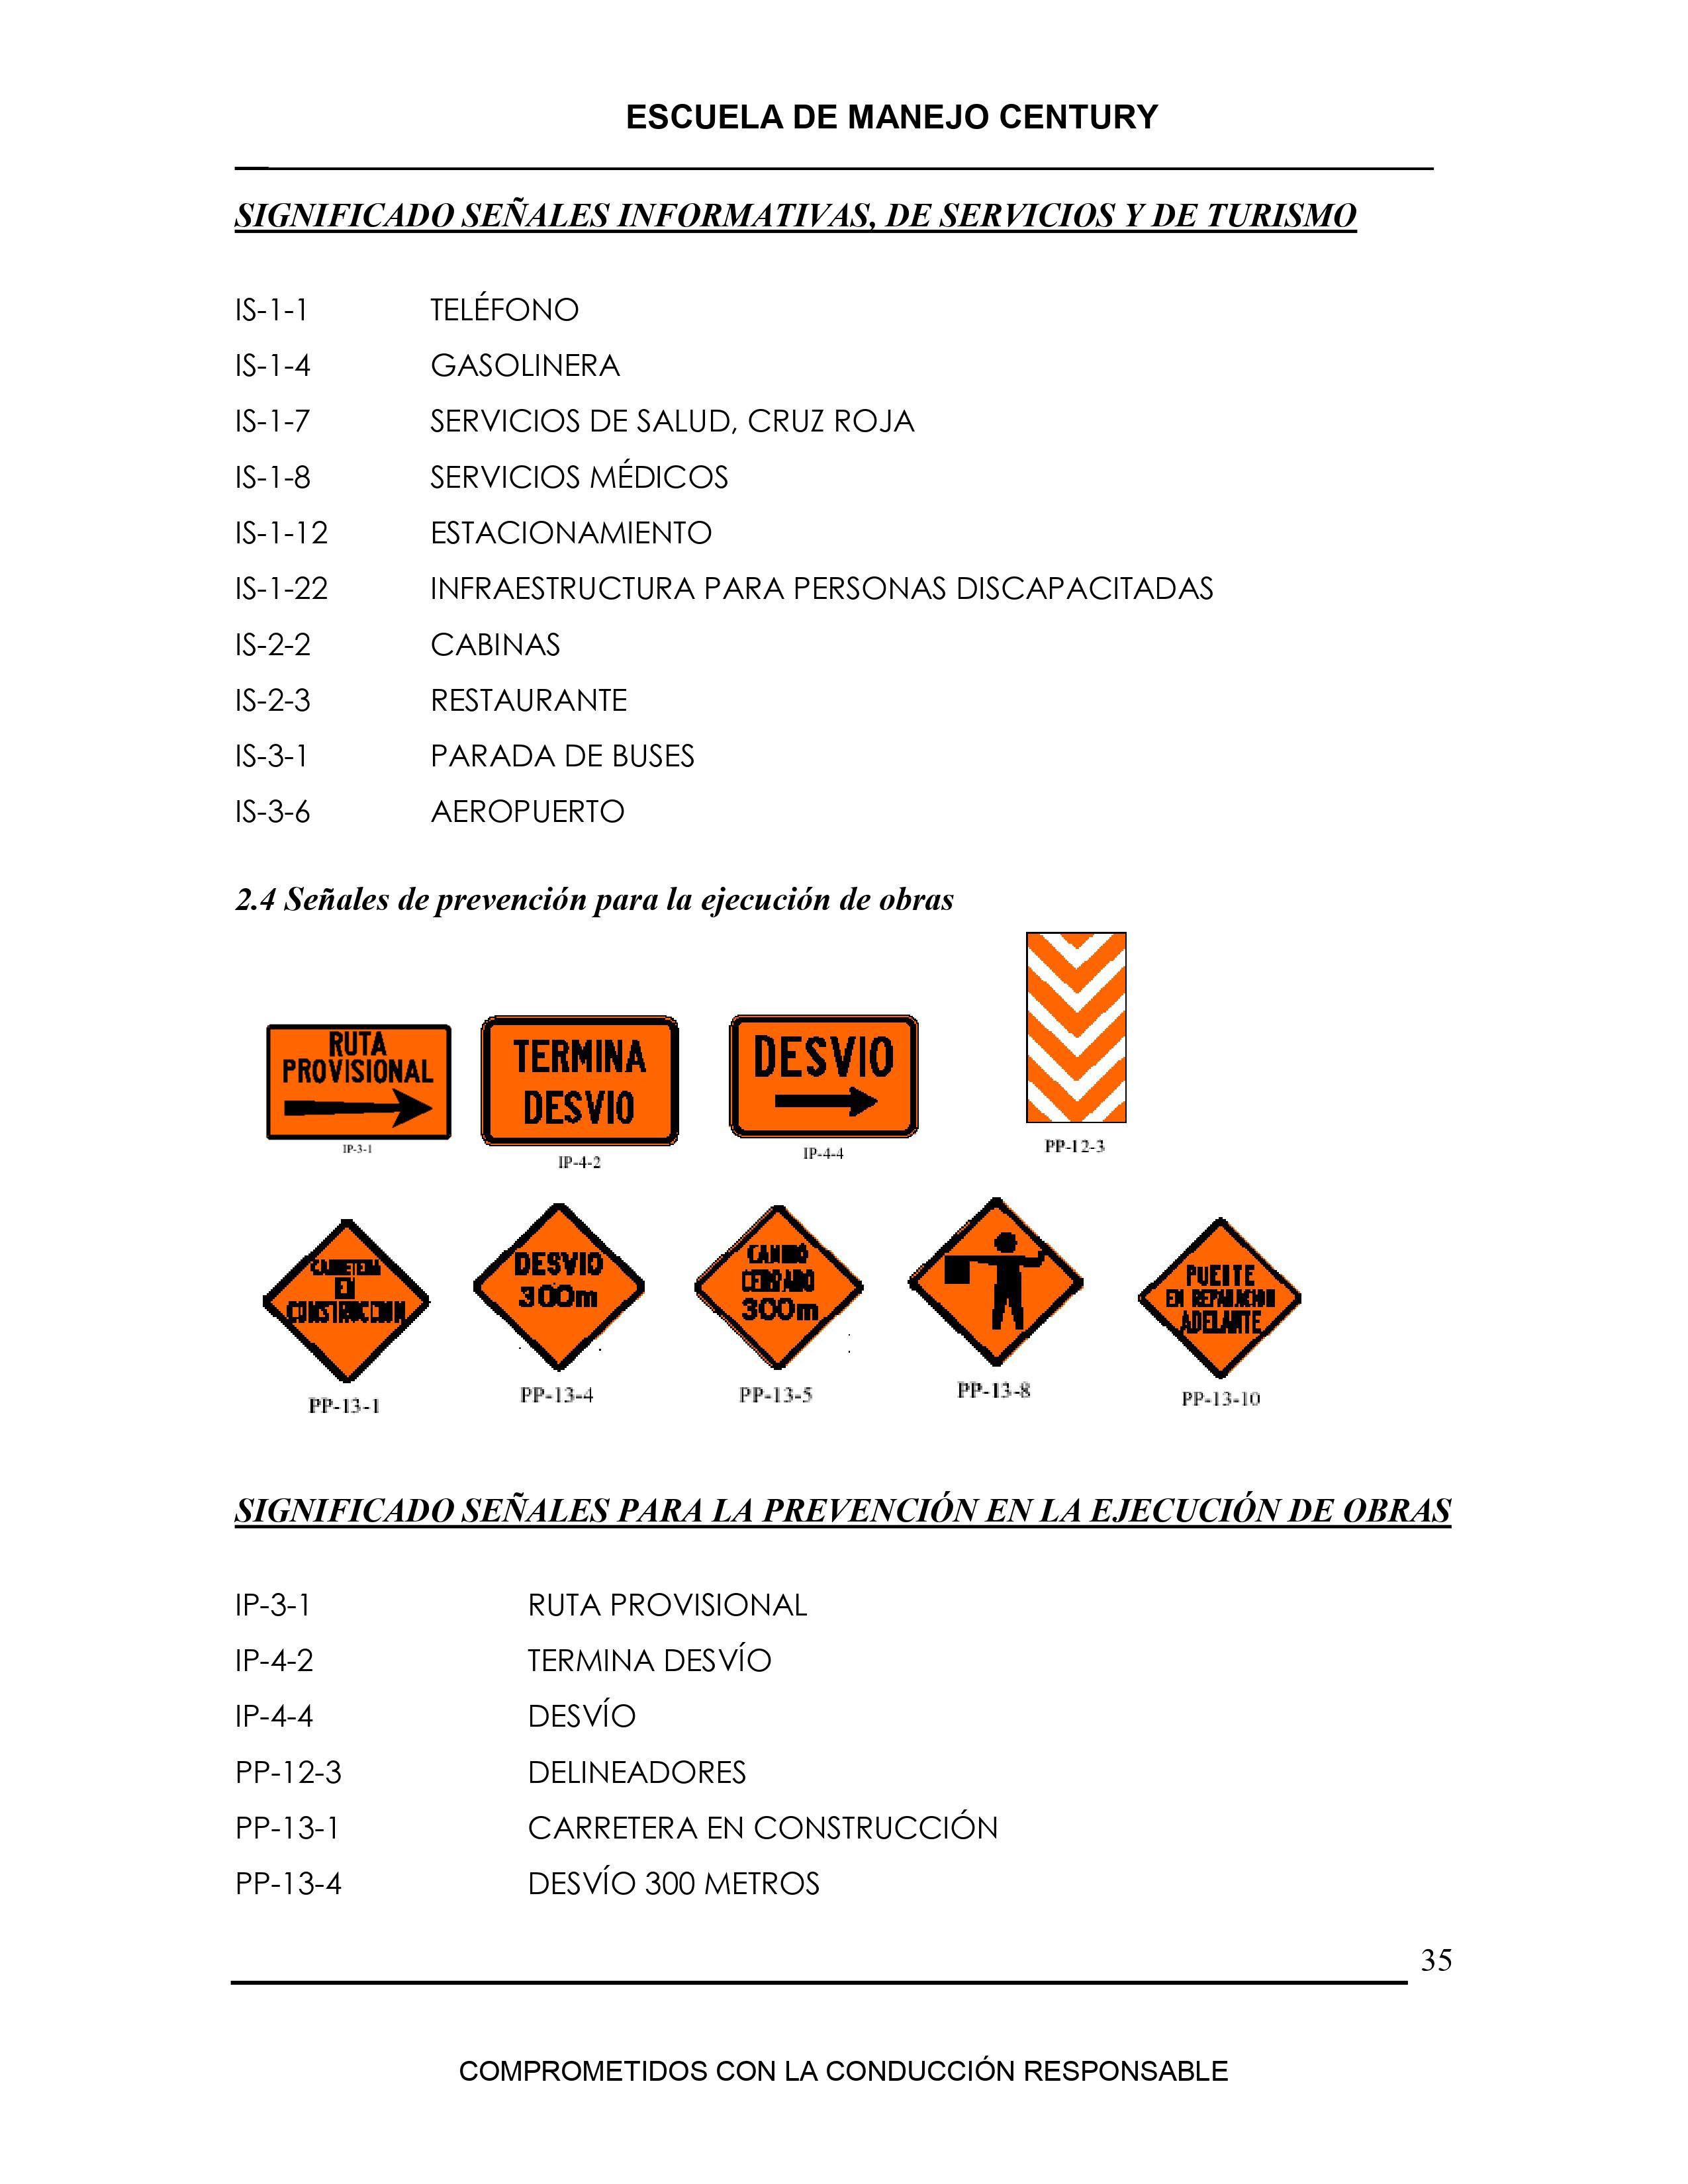 ESCUELA DE MANEJO CENTURY
SIGNIFICADO SEÑALES INFORMATIVAS, DE SERVICIOS Y DE TURISMO
IS-1-1 TELÉFONO
IS-1-4 GASOLINERA
IS-1-7 SERVICIOS DE SALUD, CRUZ ROJA
IS-1-8 SERVICIOS MÉDICOS
IS-1-12 ESTACIONAMIENTO
IS-1-22 INFRAESTRUCTURA PARA PERSONAS DISCAPACITADAS
IS-2-2 CABINAS
IS-2-3 RESTAURANTE
IS-3-1 PARADA DE BUSES
IS-3-6 AEROPUERTO
2.4 Señales de prevención para la ejecución de obras
RUTA
PROVISIONAL
IP-3-1
TERMINA
DESVIO
IP-4-2
DESVIO
IP-4-4
PP-12-3
CARRETERA
EN
CONSTRUCCION
PP-13-1
DESVIO
300m
PP-13-4
CAMINO
CERRADO
300m
PP-13-5
PP-13-8
PUENTE
EN REPARACION
ADELANTE
PP-13-10
SIGNIFICADO SEÑALES PARA LA PREVENCIÓN EN LA EJECUCIÓN DE OBRAS
IP-3-1 RUTA PROVISIONAL
IP-4-2 TERMINA DESVÍO
IP-4-4 DESVÍO
PP-12-3 DELINEADORES
PP-13-1 CARRETERA EN CONSTRUCCIÓN
PP-13-4 DESVÍO 300 METROS
35
COMPROMETIDOS CON LA CONDUCCIÓN RESPONSABLE